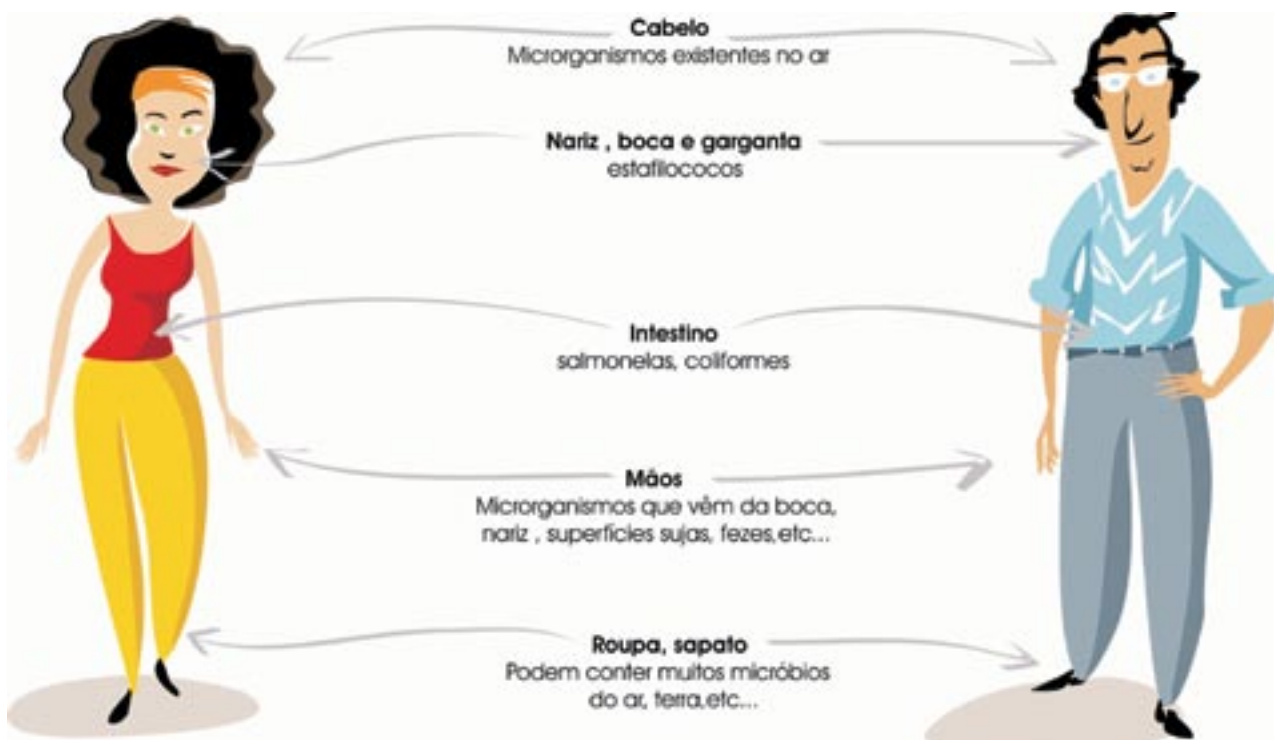 Cabelo
Microrganismos existentes no ar
Nariz , boca e garganta
estafilococos
Intestino
salmonelas, coliformes
Mãos
Microrganismos que vêm da boca,
nariz , superfícies sujas, fezes,etc...
Roupa, sapato
Podem conter muitos micróbios
do ar, terra,etc...